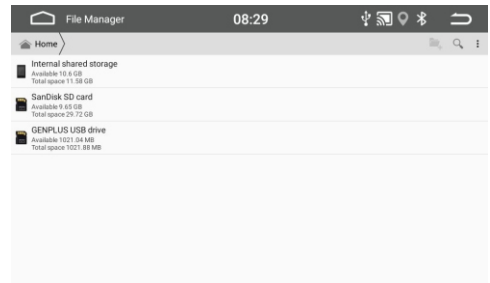 File Manager
08:29
Home
Internal shared storage
Available 10.6 GB
Total space 11.58 GB
SanDisk SD card
Available 9.65 GB
Total space 29.72 GB
GENPLUS USB drive
Available 1021.04 MB
Total space 1021.88 MB